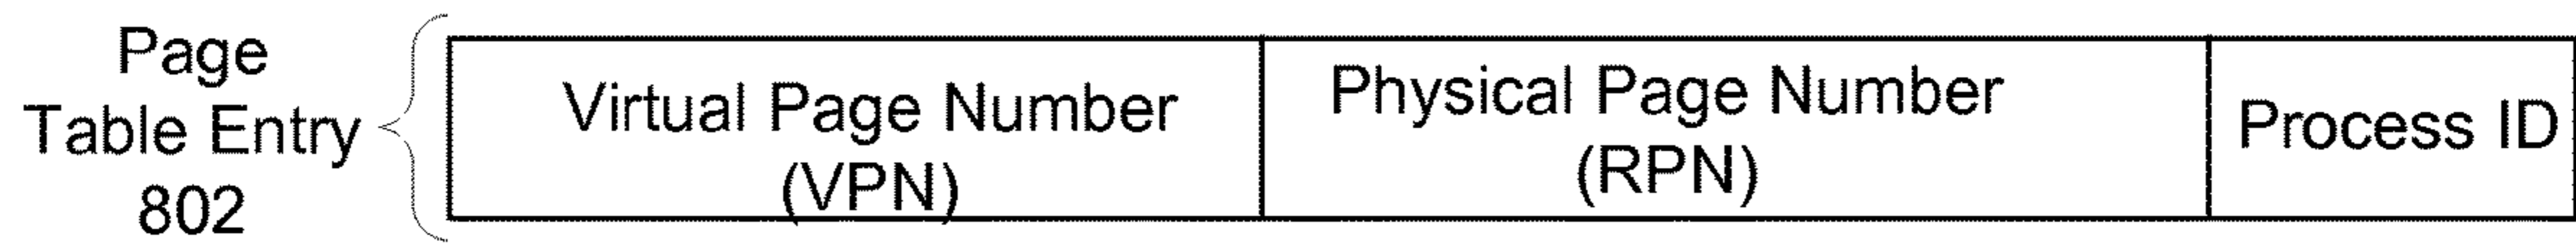 Page
Table Entry
802
Virtual Page Number
(VPN)
Physical Page Number
(RPN)
Process ID